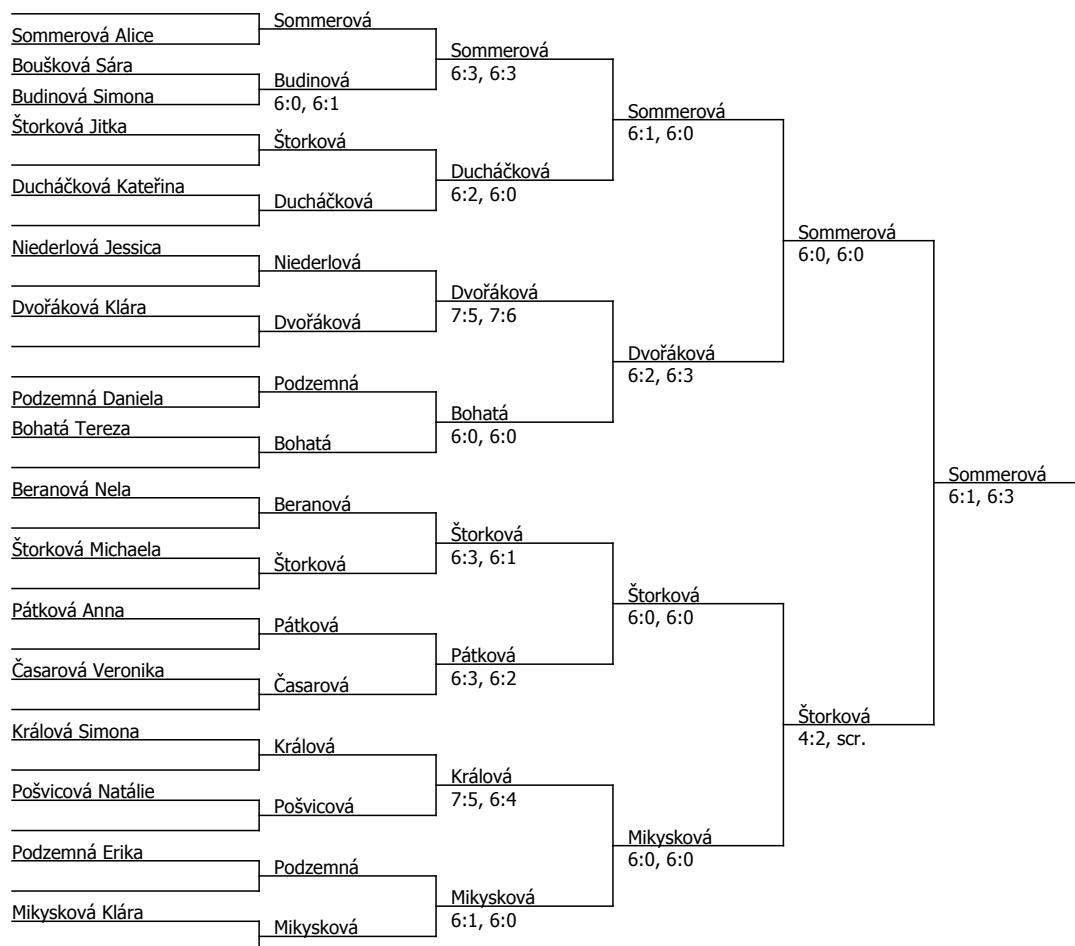 Sommerová Alice
Boušková Sára
Budinová Simona
Štorková Jitka
Ducháčková Kateřina
Niederlová Jessica
Dvořáková Klára
Podzemná Daniela
Bohatá Tereza
Beranová Nela
Štorková Michaela
Pátková Anna
Časarová Veronika
Králová Simona
Pošvicová Natálie
Podzemná Erika
Mikysková Klára
Sommerová
Budinová
6:0, 6:1
Štorková
Ducháčková
Niederlová
Dvořáková
Podzemná
Bohatá
Beranová
Štorková
Pátková
Časarová
Králová
Pošvicová
Podzemná
Mikysková
Sommerová
6:3, 6:3
Ducháčková
6:2, 6:0
Dvořáková
7:5, 7:6
Bohatá
6:0, 6:0
Štorková
6:3, 6:1
Pátková
6:3, 6:2
Králová
7:5, 6:4
Mikysková
6:1, 6:0
Sommerová
6:1, 6:0
Dvořáková
6:2, 6:3
Štorková
6:0, 6:0
Mikysková
6:0, 6:0
Sommerová
6:0, 6:0
Štorková
4:2, scr.
Sommerová
6:1, 6:3